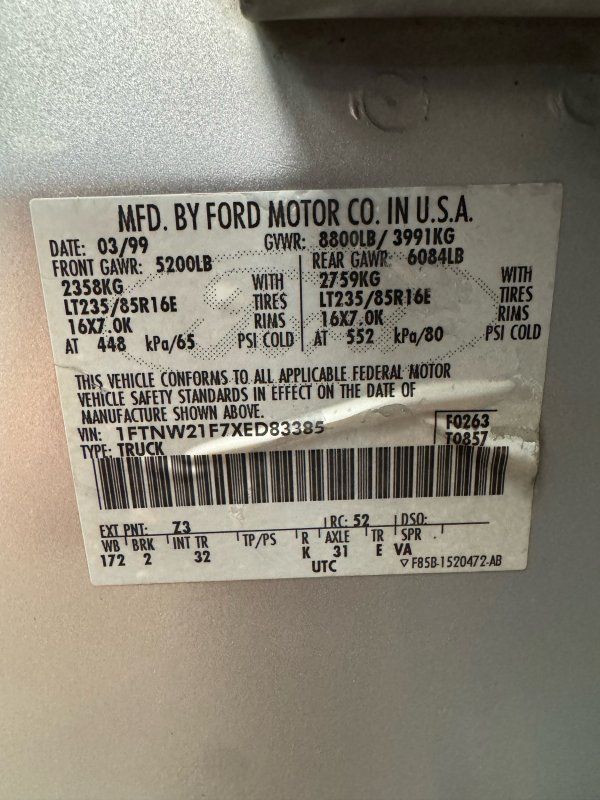 MFD. BY FORD MOTOR CO. IN U.S.A.
DATE: 03/99 GVWR: 8800LB/ 3991KG
FRONT GAWR: 5200LB REAR GAWR: 6084LB
2358KG WITH 2759KG WITH
LT235/85R16E TIRES LT235/85R16E TIRES
16X7.0K RIMS 16X7.0K RINS
AT 448 kPa/65 PSI COLD AT 552 kPa/80 PSI COLD
THIS VEHICLE CONFORMS TO ALL APPLICABLE FEDERAL MOTOR
VEHICLE SAFETY STANDARDS IN EFFECT ON THE DATE OF
MANUFACTURE SHOWN ABOVE.
VIN: 1FTNW21F7XED83385 F0263
TYPE: TRUCK T0857
EXT PNT: Z3 RC: 52 DSO:
WB BRK INT TR TP/PS R AXLE TR SPR
172 2 32 K 31 E VA
UTC ▽F85B-1520472-AB